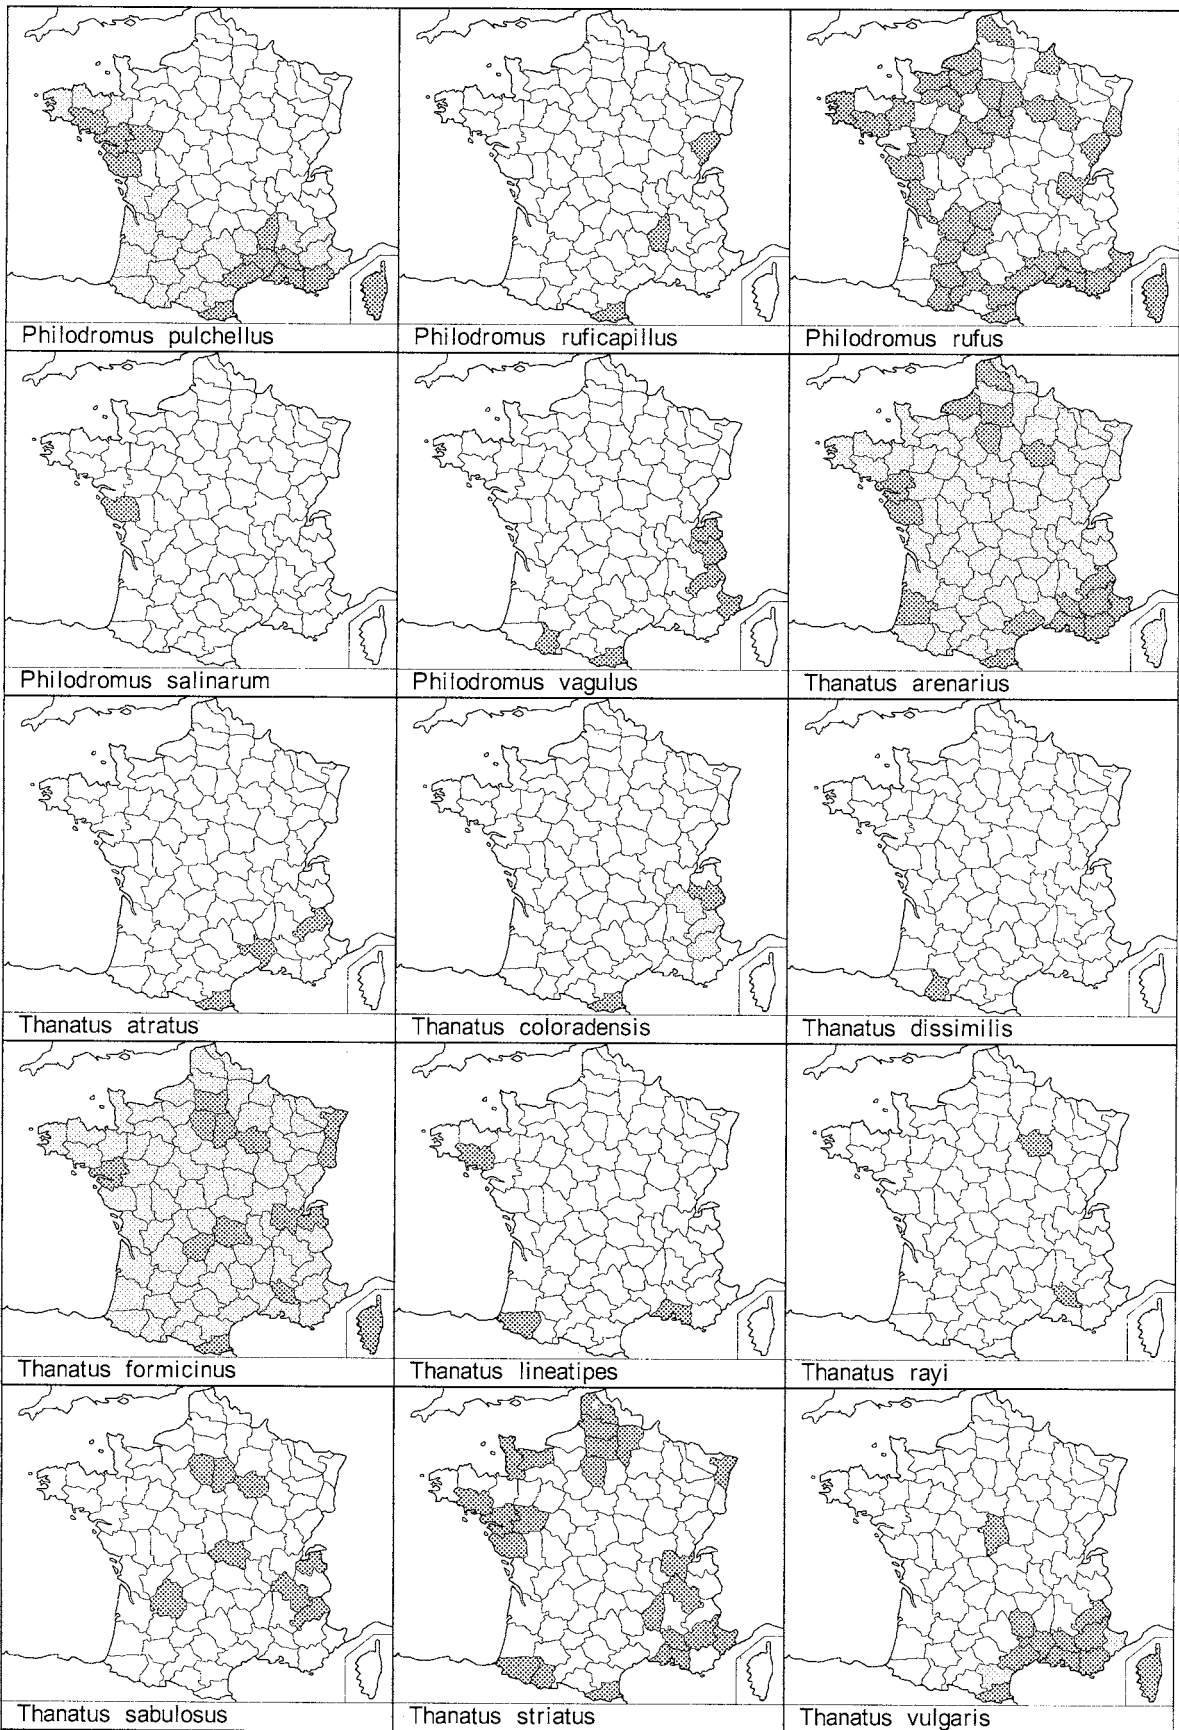 Philodromus pulchellus
Philodromus ruficapillus
Philodromus rufus
Philodromus salinarum
Philodromus vagulus
Thanatus arenarius
Thanatus atratus
Thanatus coloradensis
Thanatus dissimilis
Thanatus formicinus
Thanatus lineatipes
Thanatus rayi
Thanatus sabulosus
Thanatus striatus
Thanatus vulgaris